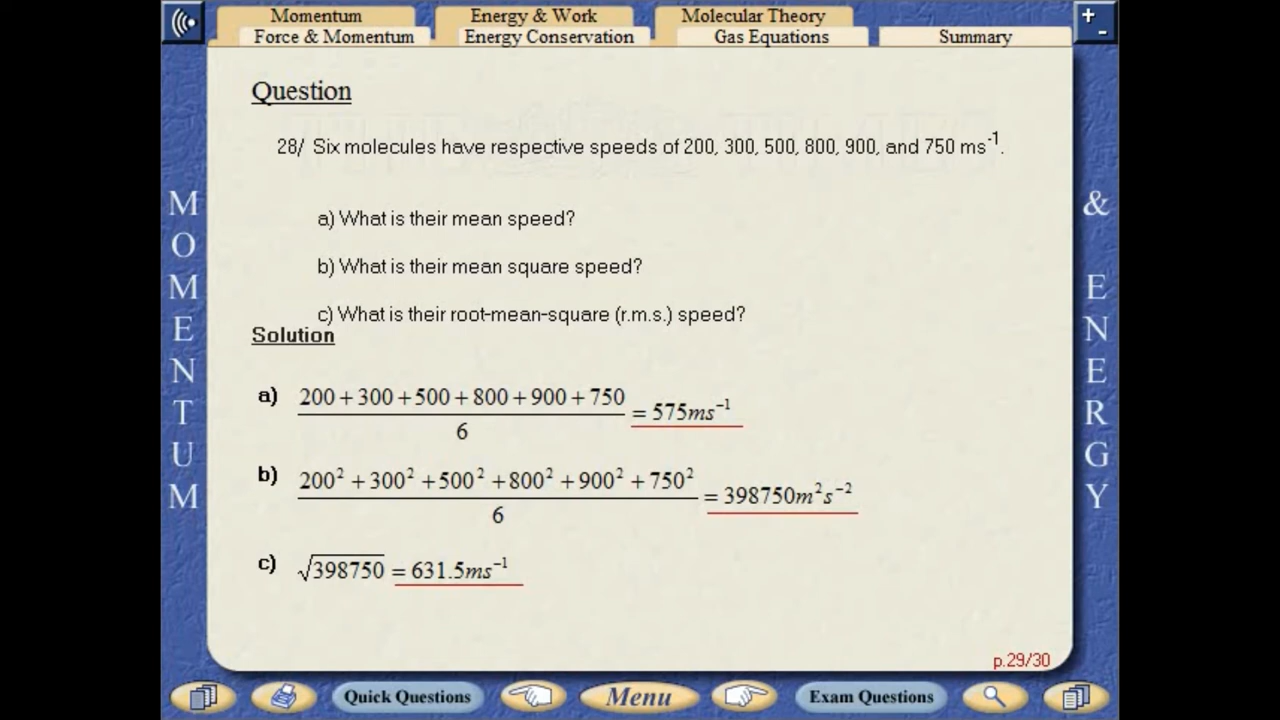 Momentum
Energy & Work
Molecular Theory
+
-
Force & Momentum
Energy Conservation
Gas Equations
Summary
Question
28/ Six molecules have respective speeds of 200, 300, 500, 800, 900, and 750 ms⁻¹.
a) What is their mean speed?
b) What is their mean square speed?
c) What is their root-mean-square (r.m.s.) speed?
Solution
a) (200 + 300 + 500 + 800 + 900 + 750) / 6 = 575ms⁻¹
b) (200² + 300² + 500² + 800² + 900² + 750²) / 6 = 398750m²s⁻²
c) √398750 = 631.5ms⁻¹
MOMENTUM
& ENERGY
p.29/30
Quick Questions
Menu
Exam Questions